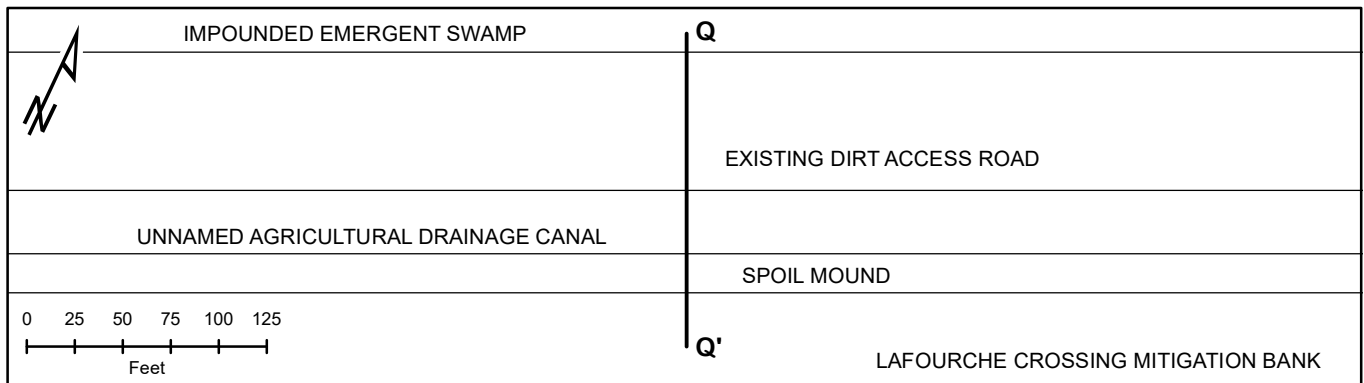 IMPOUNDED EMERGENT SWAMP
Q
N
EXISTING DIRT ACCESS ROAD
UNNAMED AGRICULTURAL DRAINAGE CANAL
SPOIL MOUND
0 25 50 75 100 125
Feet
Q'
LAFOURCHE CROSSING MITIGATION BANK